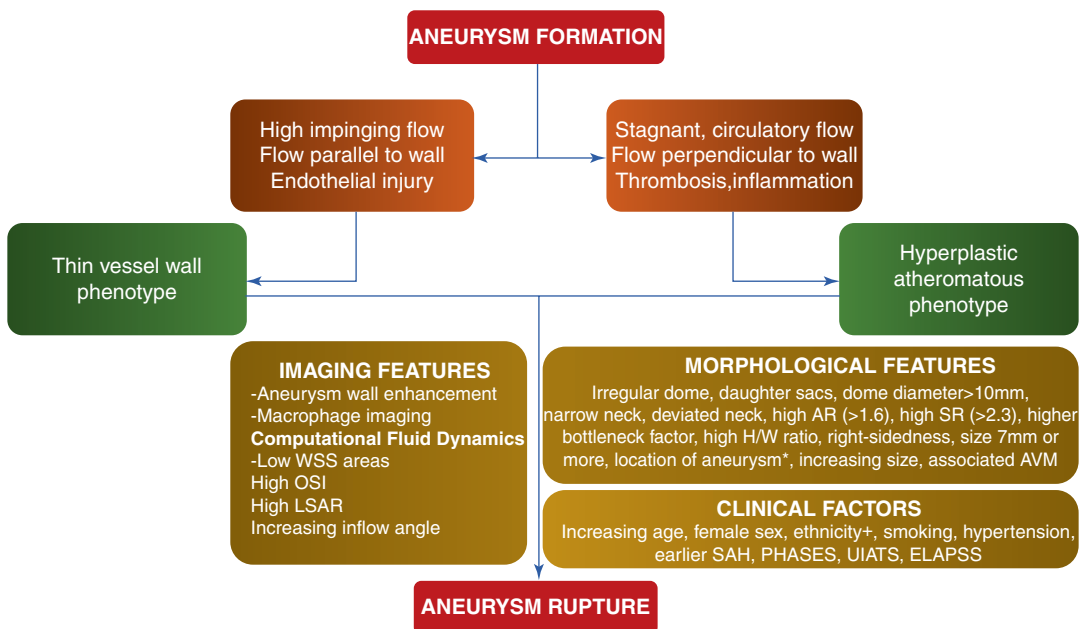 ANEURYSM FORMATION
High impinging flow
Flow parallel to wall
Endothelial injury
Stagnant, circulatory flow
Flow perpendicular to wall
Thrombosis,inflammation
Thin vessel wall
phenotype
Hyperplastic
atheromatous
phenotype
IMAGING FEATURES
-Aneurysm wall enhancement
-Macrophage imaging
Computational Fluid Dynamics
-Low WSS areas
High OSI
High LSAR
Increasing inflow angle
MORPHOLOGICAL FEATURES
Irregular dome, daughter sacs, dome diameter>10mm,
narrow neck, deviated neck, high AR (>1.6), high SR (>2.3), higher
bottleneck factor, high H/W ratio, right-sidedness, size 7mm or
more, location of aneurysm*, increasing size, associated AVM
CLINICAL FACTORS
Increasing age, female sex, ethnicity+, smoking, hypertension,
earlier SAH, PHASES, UIATS, ELAPSS
ANEURYSM RUPTURE